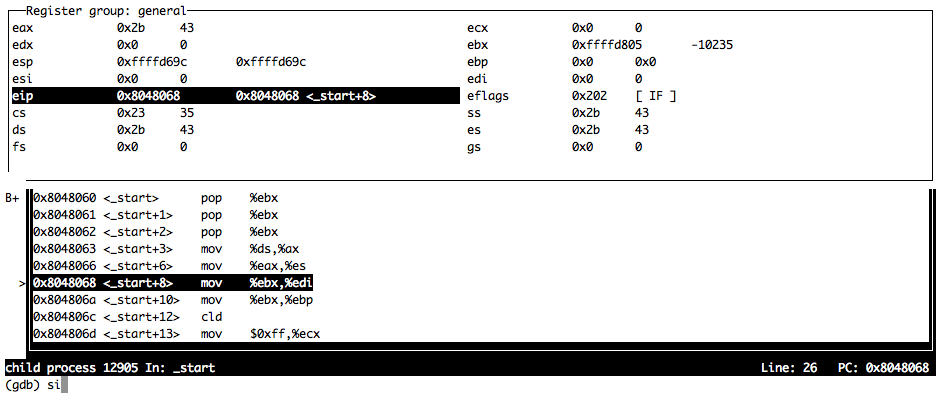 Register group: general
eax 0x2b 43 ecx 0x0 0
edx 0x0 0 ebx 0xffffd805 -10235
esp 0xffffd69c 0xffffd69c ebp 0x0 0x0
esi 0x0 0 edi 0x0 0
eip 0x8048068 0x8048068 <_start+8> eflags 0x202 [ IF ]
cs 0x23 35 ss 0x2b 43
ds 0x2b 43 es 0x2b 43
fs 0x0 0 gs 0x0 0
B+ 0x8048060 <_start> pop %ebx
0x8048061 <_start+1> pop %ebx
0x8048062 <_start+2> pop %ebx
0x8048063 <_start+3> mov %ds,%ax
0x8048066 <_start+6> mov %eax,%es
> 0x8048068 <_start+8> mov %ebx,%edi
0x804806a <_start+10> mov %ebx,%ebp
0x804806c <_start+12> cld
0x804806d <_start+13> mov $0xff,%ecx
child process 12905 In: _start Line: 26 PC: 0x8048068
(gdb) si